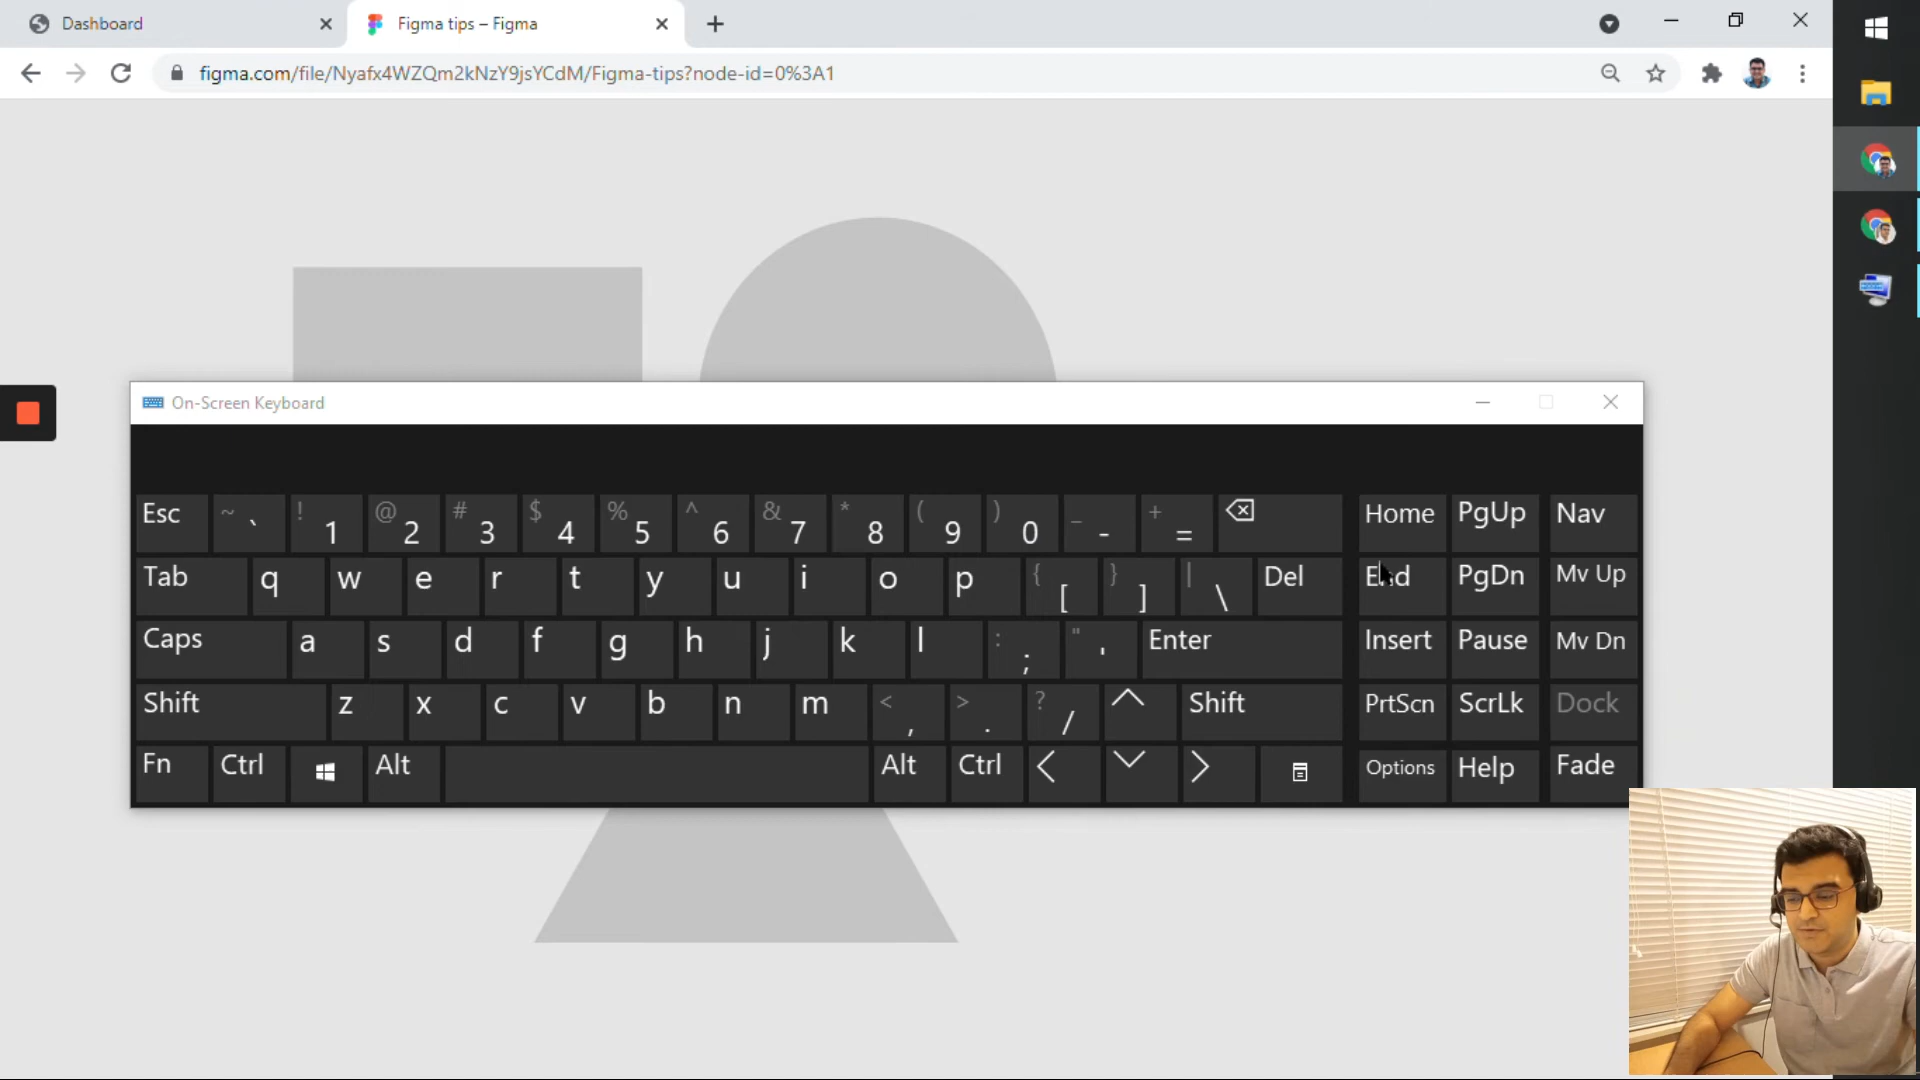 Dashboard
Figma tips – Figma
figma.com/file/Nyafx4WZQm2kNzY9jsYCdM/Figma-tips?node-id=0%3A1
On-Screen Keyboard
Esc ~ ` ! 1 @ 2 # 3 $ 4 % 5 ^ 6 & 7 * 8 ( 9 ) 0 _ - + = Home PgUp Nav
Tab q w e r t y u i o p { [ } ] | \ Del End PgDn Mv Up
Caps a s d f g h j k l : ; " ' Enter Insert Pause Mv Dn
Shift z x c v b n m < , > . ? / Shift PrtScn ScrLk Dock
Fn Ctrl Alt Alt Ctrl Options Help Fade